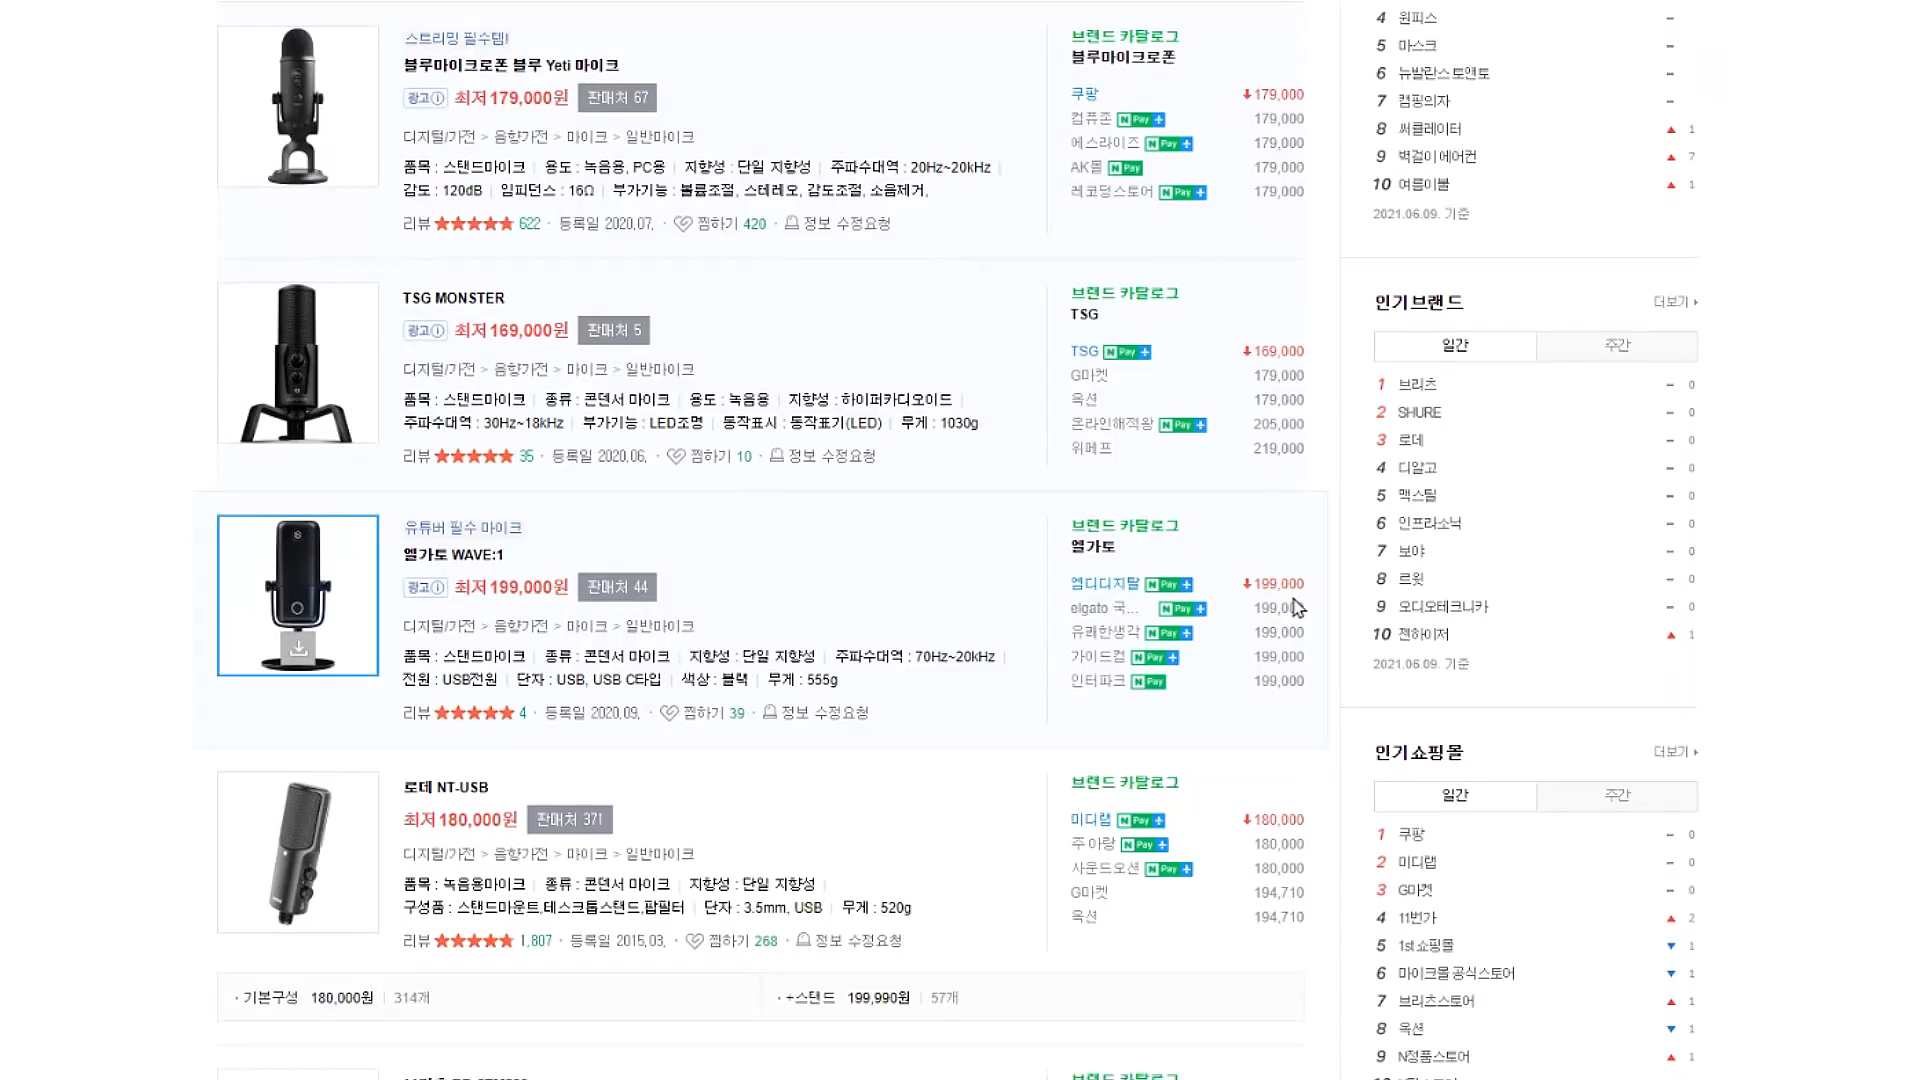 스트리밍 필수템!
블루마이크로폰 블루 Yeti 마이크
광고 최저 179,000원 판매처 67
디지털/가전 > 음향가전 > 마이크 > 일반마이크
품목 : 스탠드마이크 | 용도 : 녹음용, PC용 | 지향성 : 단일 지향성 | 주파수대역 : 20Hz~20kHz |
감도 : 120dB | 임피던스 : 16Ω | 부가기능 : 볼륨조절, 스테레오, 감도조절, 소음제거,
리뷰 ★★★★★ 622 · 등록일 2020.07. · 찜하기 420 · 정보 수정요청
브랜드 카탈로그
블루마이크로폰
쿠팡 179,000
컴퓨존 N Pay + 179,000
에스라이즈 N Pay + 179,000
AK몰 N Pay 179,000
레코딩스토어 N Pay + 179,000
TSG MONSTER
광고 최저 169,000원 판매처 5
디지털/가전 > 음향가전 > 마이크 > 일반마이크
품목 : 스탠드마이크 | 종류 : 콘덴서 마이크 | 용도 : 녹음용 | 지향성 : 하이퍼카디오이드 |
주파수대역 : 30Hz~18kHz | 부가기능 : LED조명 | 동작표시 : 동작표기(LED) | 무게 : 1030g
리뷰 ★★★★★ 35 · 등록일 2020.06. · 찜하기 10 · 정보 수정요청
브랜드 카탈로그
TSG
TSG N Pay + 169,000
G마켓 179,000
옥션 179,000
온라인해적왕 N Pay + 205,000
위메프 219,000
유튜버 필수 마이크
엘가토 WAVE:1
광고 최저 199,000원 판매처 44
디지털/가전 > 음향가전 > 마이크 > 일반마이크
품목 : 스탠드마이크 | 종류 : 콘덴서 마이크 | 지향성 : 단일 지향성 | 주파수대역 : 70Hz~20kHz |
전원 : USB전원 | 단자 : USB, USB C타입 | 색상 : 블랙 | 무게 : 555g
리뷰 ★★★★★ 4 · 등록일 2020.09. · 찜하기 39 · 정보 수정요청
브랜드 카탈로그
엘가토
엠디디지탈 N Pay + 199,000
elgato 국... N Pay + 199,0
유쾌한생각 N Pay + 199,000
가이드컴 N Pay + 199,000
인터파크 N Pay 199,000
로데 NT-USB
최저 180,000원 판매처 371
디지털/가전 > 음향가전 > 마이크 > 일반마이크
품목 : 녹음용마이크 | 종류 : 콘덴서 마이크 | 지향성 : 단일 지향성 |
구성품 : 스탠드마운트,데스크톱스탠드,팝필터 | 단자 : 3.5mm, USB | 무게 : 520g
리뷰 ★★★★★ 1,807 · 등록일 2015.03. · 찜하기 268 · 정보 수정요청
브랜드 카탈로그
미디랩 N Pay + 180,000
주 아랑 N Pay + 180,000
사운드오션 N Pay + 180,000
G마켓 194,710
옥션 194,710
· 기본구성 180,000원 | 314개
· +스탠드 199,990원 | 57개
브랜드 카탈로그
4 원피스 –
5 마스크 –
6 뉴발란스 토앤토 –
7 캠핑의자 –
8 써큘레이터 ▲ 1
9 벽걸이 에어컨 ▲ 7
10 여름이불 ▲ 1
2021.06.09. 기준
인기 브랜드 더보기
일간 주간
1 브리츠 – 0
2 SHURE – 0
3 로데 – 0
4 디알고 – 0
5 맥스틸 – 0
6 인프라소닉 – 0
7 보야 – 0
8 르윗 – 0
9 오디오테크니카 – 0
10 젠하이저 ▲ 1
2021.06.09. 기준
인기 쇼핑몰 더보기
일간 주간
1 쿠팡 – 0
2 미디랩 – 0
3 G마켓 – 0
4 11번가 ▲ 2
5 1st 쇼핑몰 ▼ 1
6 마이크몰 공식스토어 ▼ 1
7 브리츠스토어 ▲ 1
8 옥션 ▼ 1
9 N정품스토어 ▲ 1